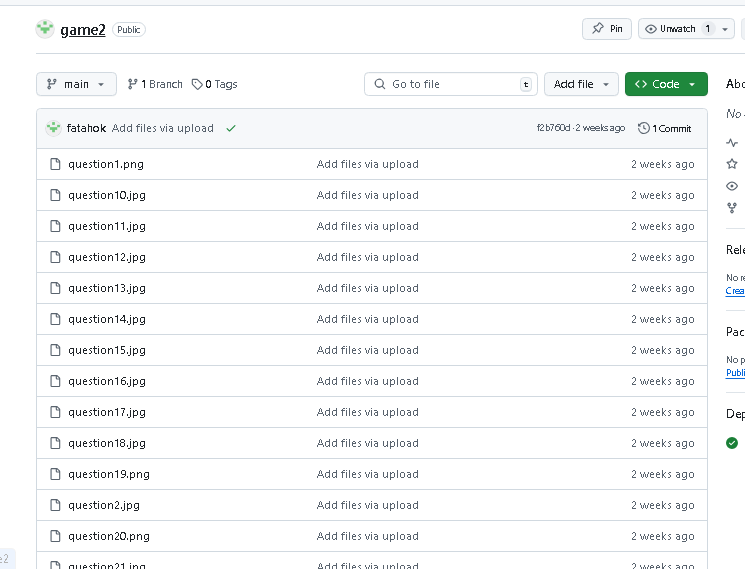 game2 Public Pin Unwatch 1
main 1 Branch 0 Tags Go to file t Add file Code
fatahok Add files via upload f2b760d · 2 weeks ago 1 Commit
question1.png Add files via upload 2 weeks ago
question10.jpg Add files via upload 2 weeks ago
question11.jpg Add files via upload 2 weeks ago
question12.jpg Add files via upload 2 weeks ago
question13.jpg Add files via upload 2 weeks ago
question14.jpg Add files via upload 2 weeks ago
question15.jpg Add files via upload 2 weeks ago
question16.jpg Add files via upload 2 weeks ago
question17.jpg Add files via upload 2 weeks ago
question18.jpg Add files via upload 2 weeks ago
question19.png Add files via upload 2 weeks ago
question2.jpg Add files via upload 2 weeks ago
question20.png Add files via upload 2 weeks ago
question21.jpg Add files via upload 2 weeks ago
No
No
No